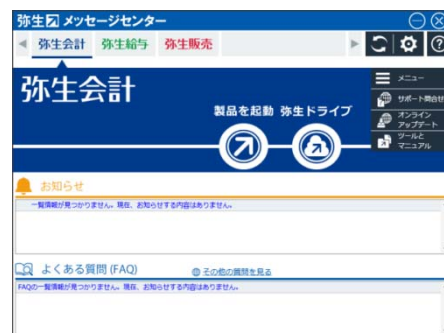 弥生 メッセージセンター
弥生会計 弥生給与 弥生販売
弥生会計
製品を起動 弥生ドライブ
メニュー
サポート問合せ
オンライン
アップデート
ツールと
マニュアル
お知らせ
一覧情報が見つかりません。現在、お知らせする内容はありません。
よくある質問 (FAQ) その他の質問を見る
FAQの一覧情報が見つかりません。現在、お知らせする内容はありません。